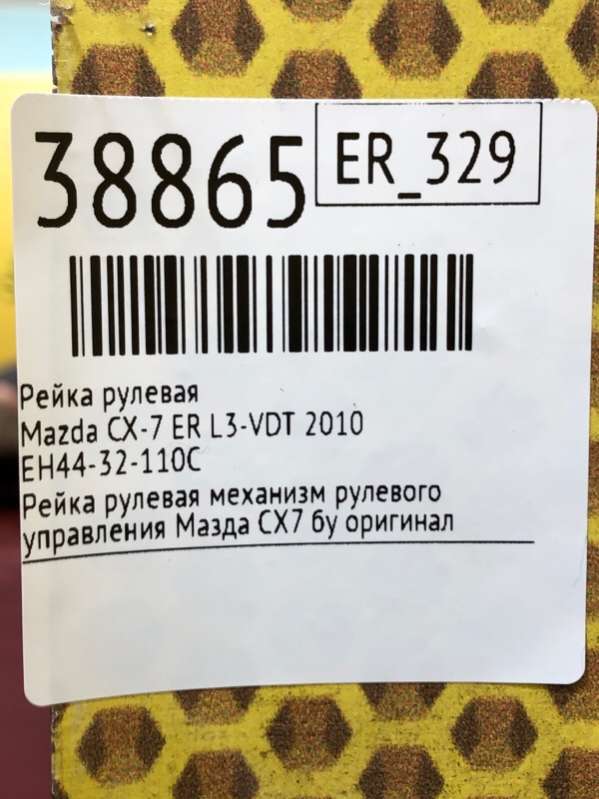 38865
ER_329
Рейка рулевая
Mazda CX-7 ER L3-VDT 2010
EH44-32-110C
Рейка рулевая механизм рулевого
управления Мазда СХ7 бу оригинал